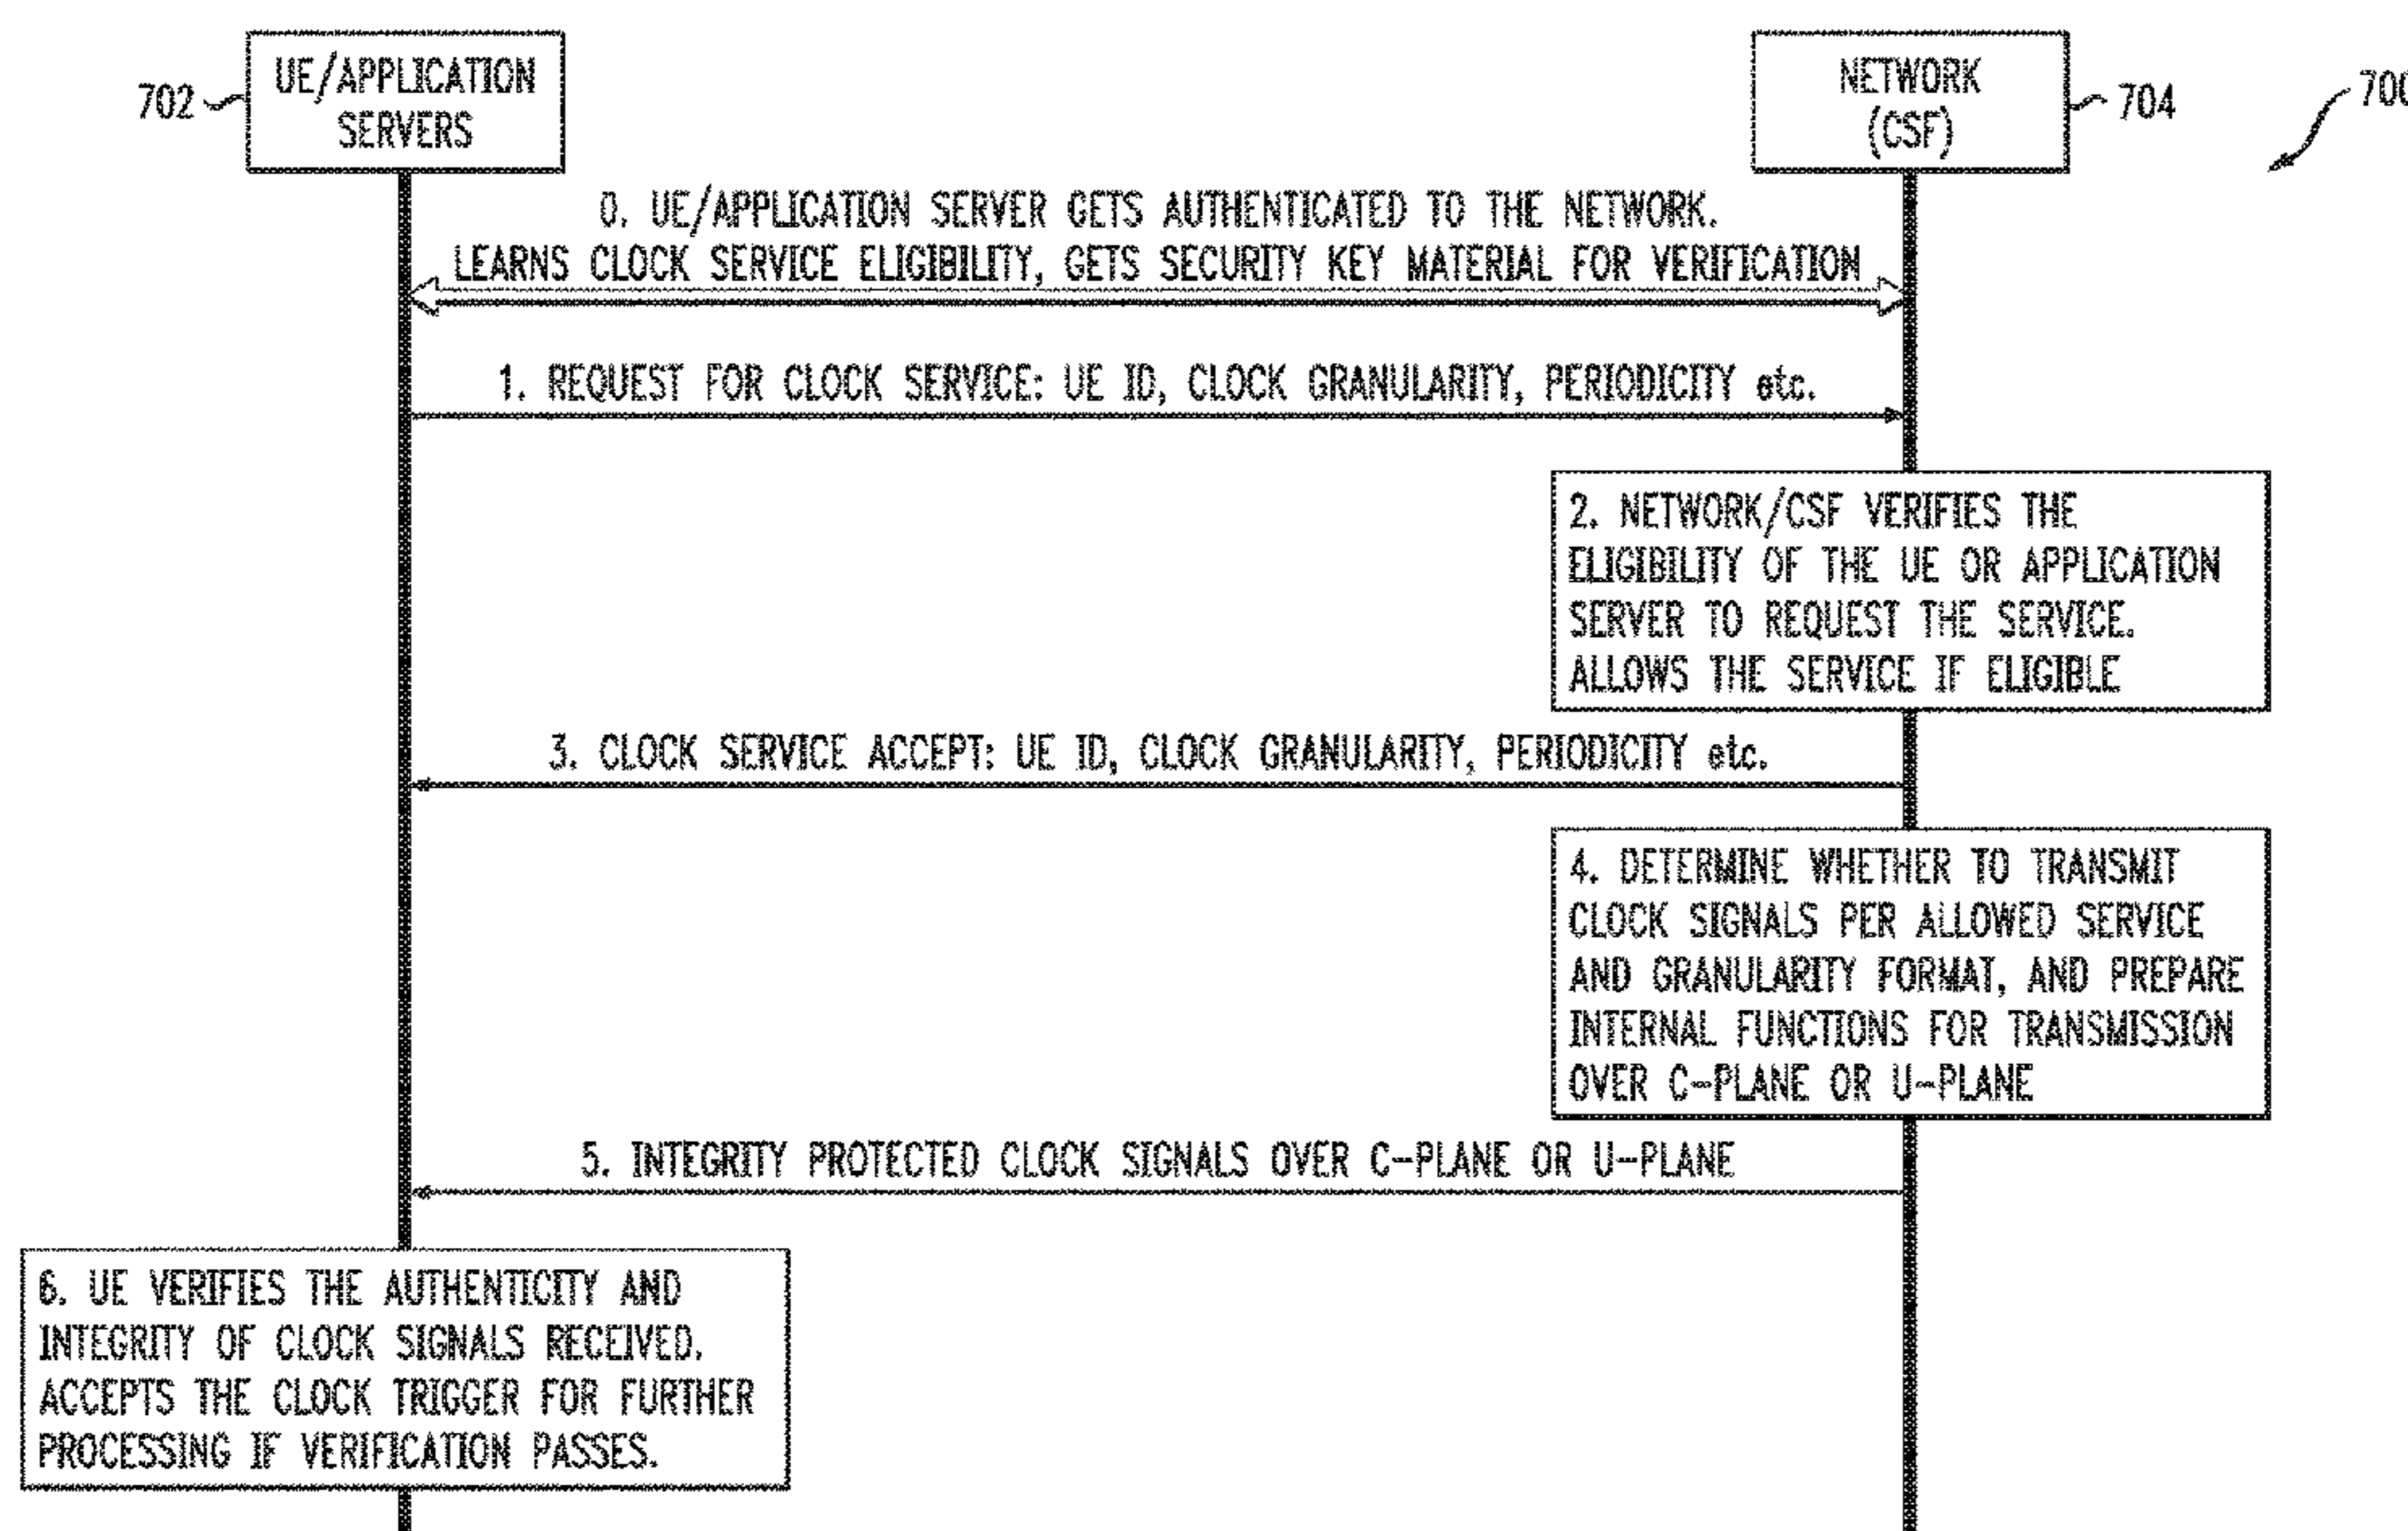 UE/APPLICATION
SERVERS
702
NETWORK
(CSF)
704
700
0. UE/APPLICATION SERVER GETS AUTHENTICATED TO THE NETWORK.
LEARNS CLOCK SERVICE ELIGIBILITY, GETS SECURITY KEY MATERIAL FOR VERIFICATION
1. REQUEST FOR CLOCK SERVICE: UE ID, CLOCK GRANULARITY, PERIODICITY etc.
2. NETWORK/CSF VERIFIES THE
ELIGIBILITY OF THE UE OR APPLICATION
SERVER TO REQUEST THE SERVICE.
ALLOWS THE SERVICE IF ELIGIBLE
3. CLOCK SERVICE ACCEPT: UE ID, CLOCK GRANULARITY, PERIODICITY etc.
4. DETERMINE WHETHER TO TRANSMIT
CLOCK SIGNALS PER ALLOWED SERVICE
AND GRANULARITY FORMAT, AND PREPARE
INTERNAL FUNCTIONS FOR TRANSMISSION
OVER C-PLANE OR U-PLANE
5. INTEGRITY PROTECTED CLOCK SIGNALS OVER C-PLANE OR U-PLANE
6. UE VERIFIES THE AUTHENTICITY AND
INTEGRITY OF CLOCK SIGNALS RECEIVED.
ACCEPTS THE CLOCK TRIGGER FOR FURTHER
PROCESSING IF VERIFICATION PASSES.